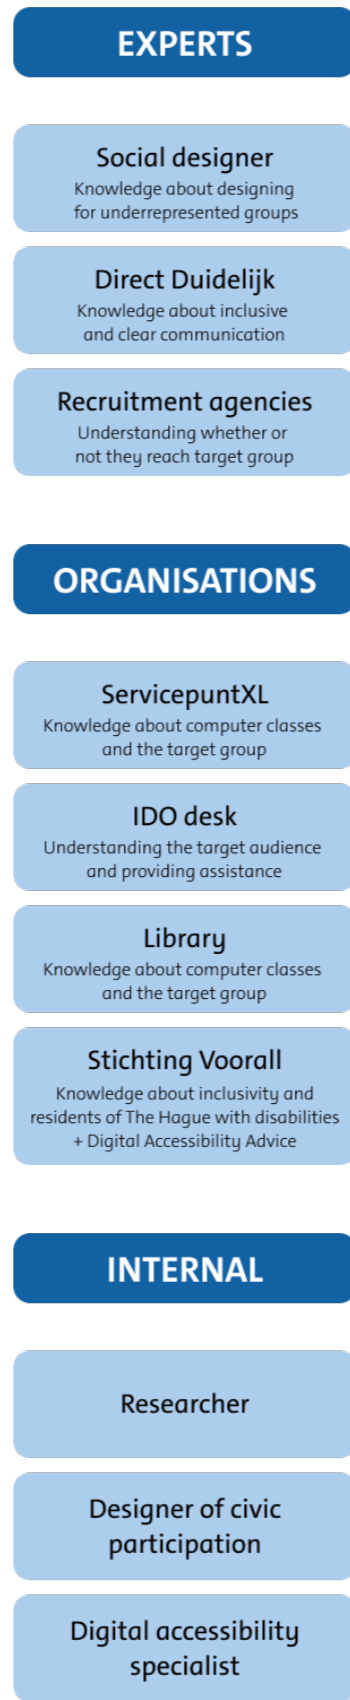 EXPERTS
Social designer
Knowledge about designing
for underrepresented groups
Direct Duidelijk
Knowledge about inclusive
and clear communication
Recruitment agencies
Understanding whether or
not they reach target group
ORGANISATIONS
ServicepuntXL
Knowledge about computer classes
and the target group
IDO desk
Understanding the target audience
and providing assistance
Library
Knowledge about computer classes
and the target group
Stichting Voorall
Knowledge about inclusivity and
residents of The Hague with disabilities
+ Digital Accessibility Advice
INTERNAL
Researcher
Designer of civic
participation
Digital accessibility
specialist